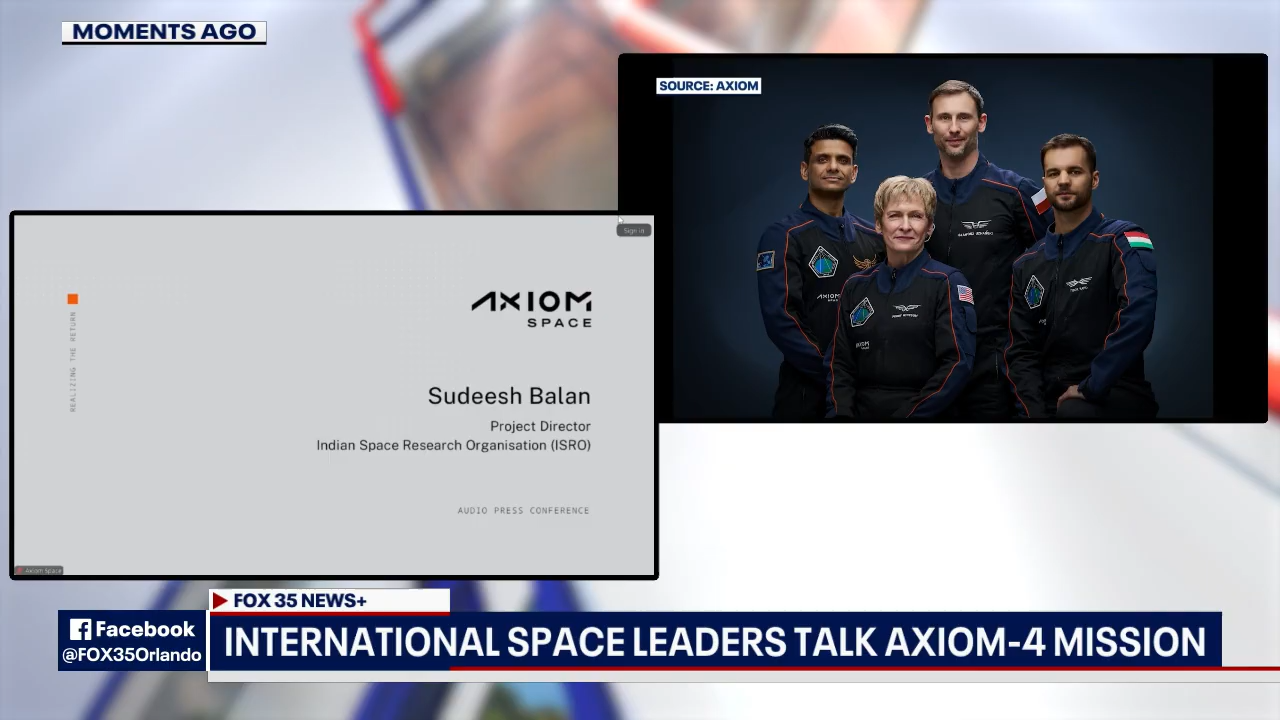 MOMENTS AGO
SOURCE: AXIOM
Sign in
REALIZING THE RETURN
AXIOM
SPACE
Sudeesh Balan
Project Director
Indian Space Research Organisation (ISRO)
AUDIO PRESS CONFERENCE
Axiom Space
FOX 35 NEWS+
Facebook
@FOX35Orlando
INTERNATIONAL SPACE LEADERS TALK AXIOM-4 MISSION